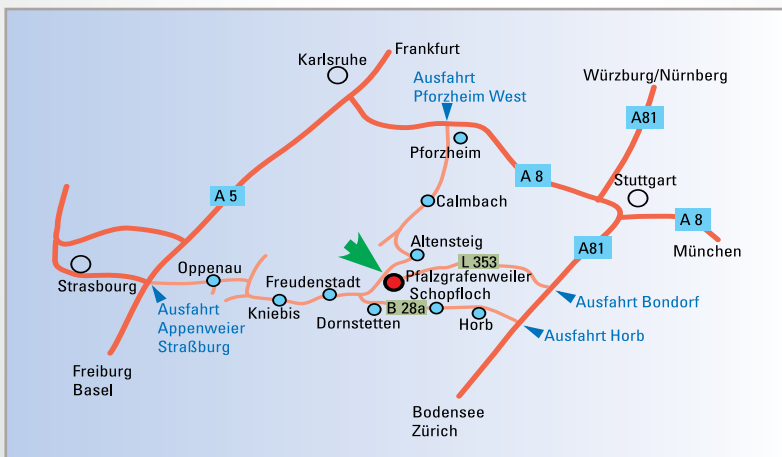 Frankfurt
Karlsruhe
Ausfahrt
Pforzheim West
Würzburg/Nürnberg
A81
Pforzheim
A 8
Stuttgart
A 5
Calmbach
A 8
München
Altensteig
A81
L 353
Strasbourg
Oppenau
Freudenstadt
Pfalzgrafenweiler
Schopfloch
B 28a
Kniebis
Dornstetten
Horb
Ausfahrt Bondorf
Ausfahrt Horb
Ausfahrt
Appenweier
Straßburg
Freiburg
Basel
Bodensee
Zürich